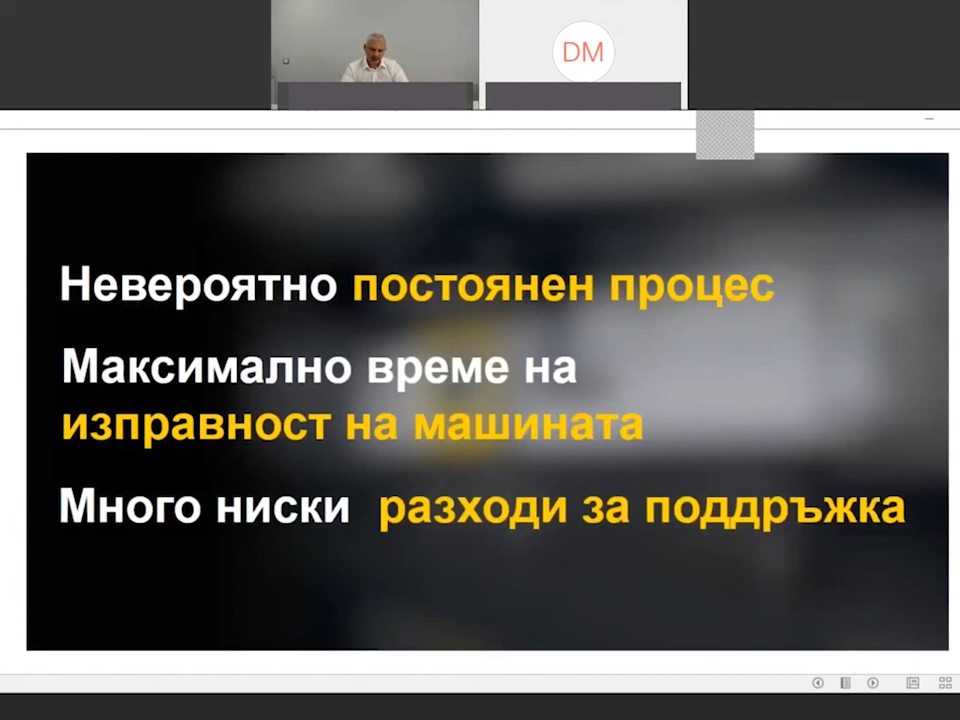 DM
Невероятно постоянен процес
Максимално време на
изправност на машината
Много ниски разходи за поддръжка